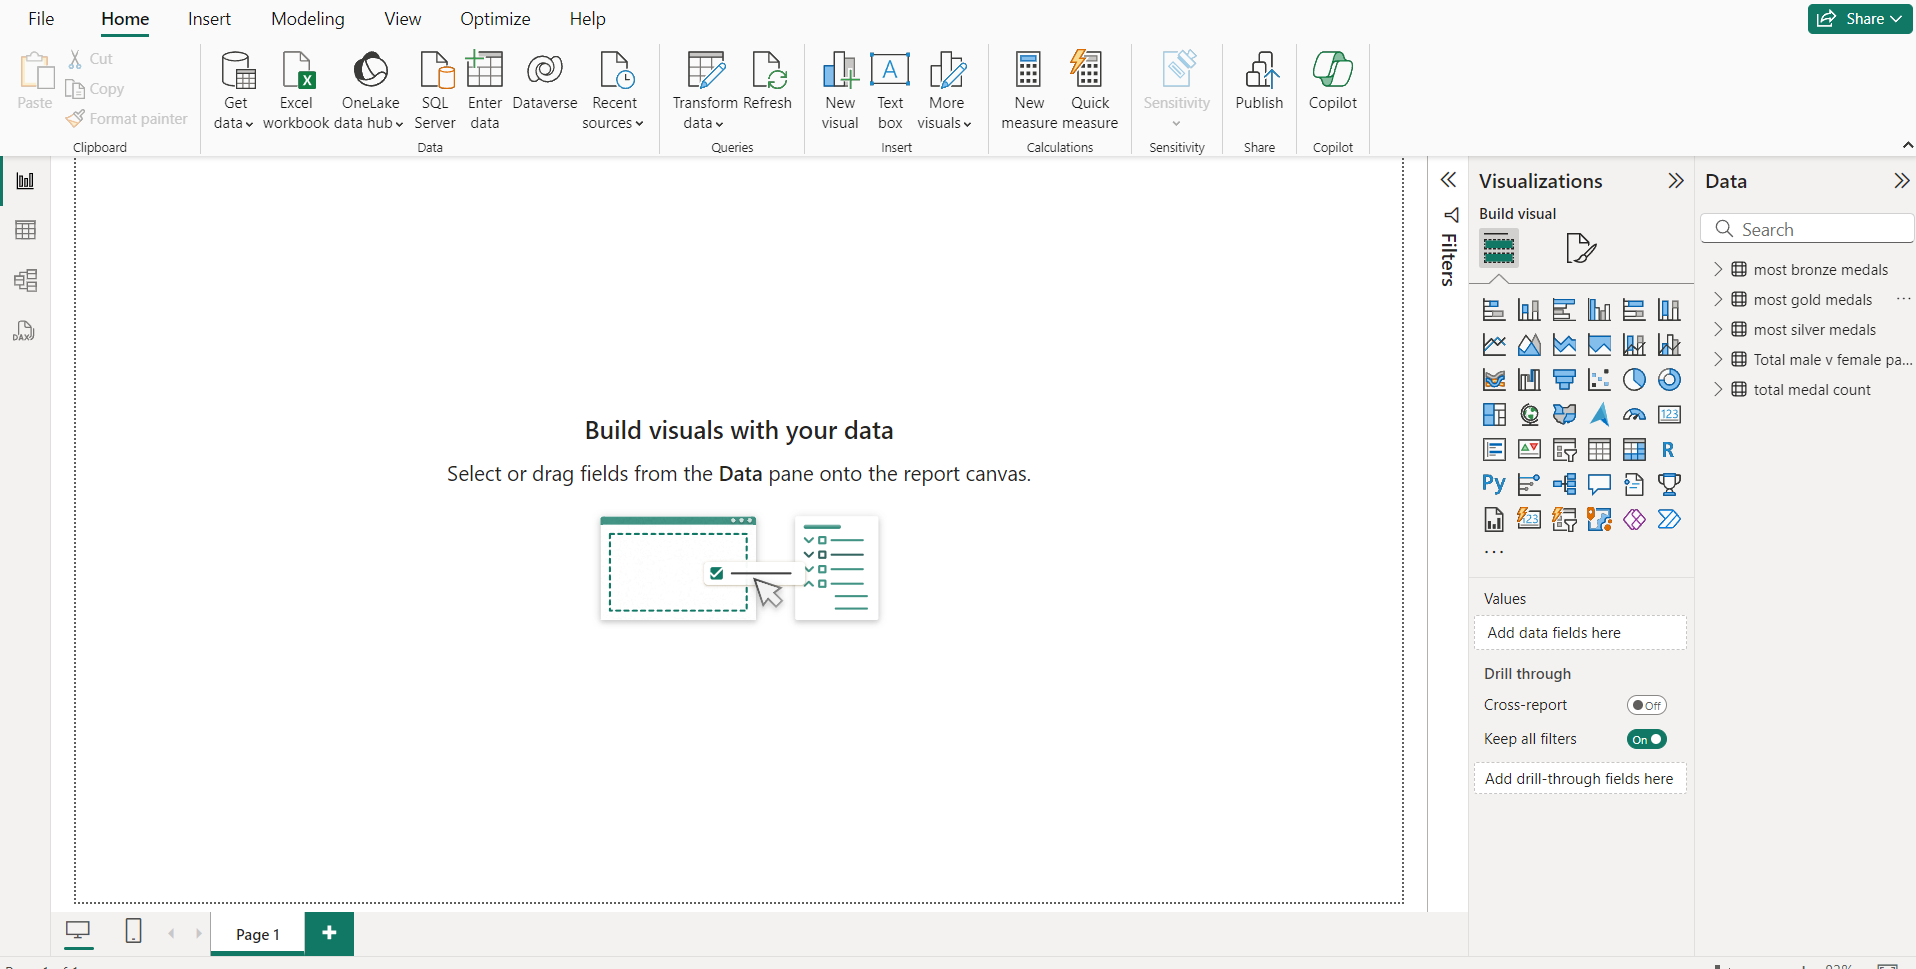 File Home Insert Modeling View Optimize Help
Share
Paste
Cut
Copy
Format painter
Clipboard
Get data
Excel workbook
OneLake data hub
SQL Server
Enter data
Dataverse
Recent sources
Data
Transform data
Refresh
Queries
New visual
Text box
More visuals
Insert
New measure
Quick measure
Calculations
Sensitivity
Sensitivity
Publish
Share
Copilot
Copilot
DAX
Build visuals with your data
Select or drag fields from the Data pane onto the report canvas.
Filters
Visualizations
Build visual
123
R
Py
123
...
Values
Add data fields here
Drill through
Cross-report
Off
Keep all filters
On
Add drill-through fields here
Data
Search
most bronze medals
most gold medals
...
most silver medals
Total male v female pa...
total medal count
Page 1